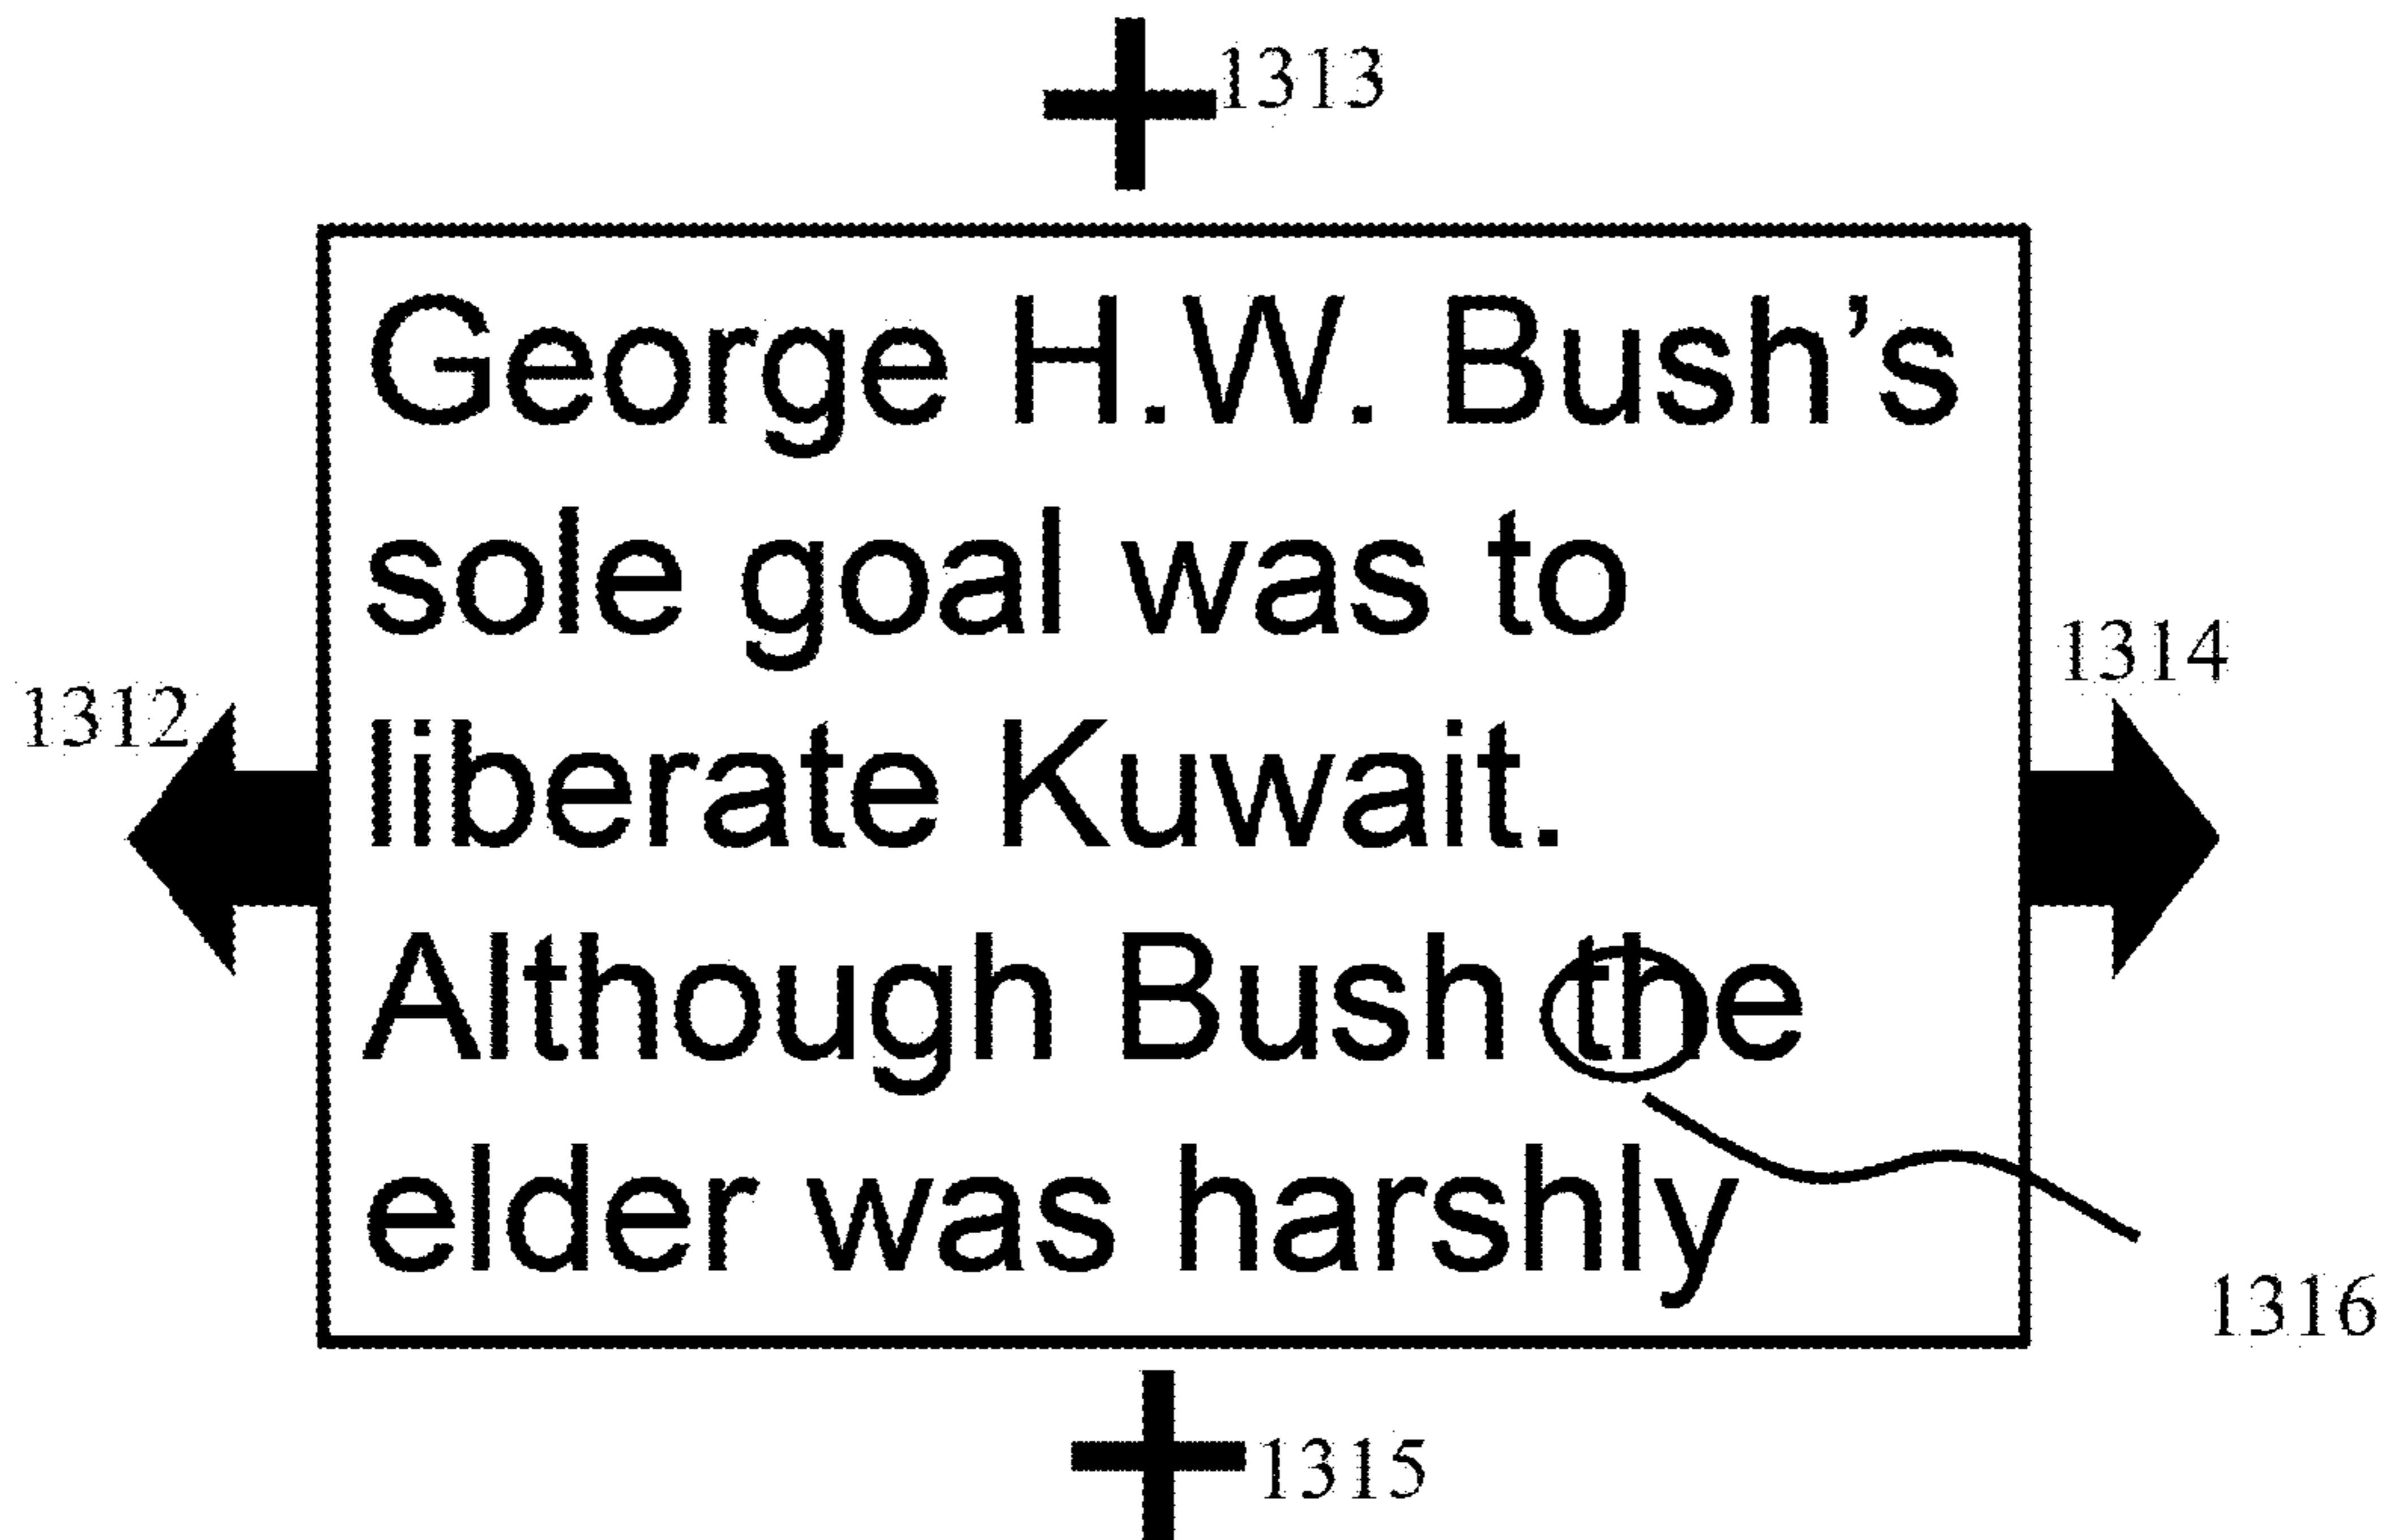 1313
George H.W. Bush’s
sole goal was to
1314
1312
liberate Kuwait.
Although Bush the
elder was harshly
1316
1315